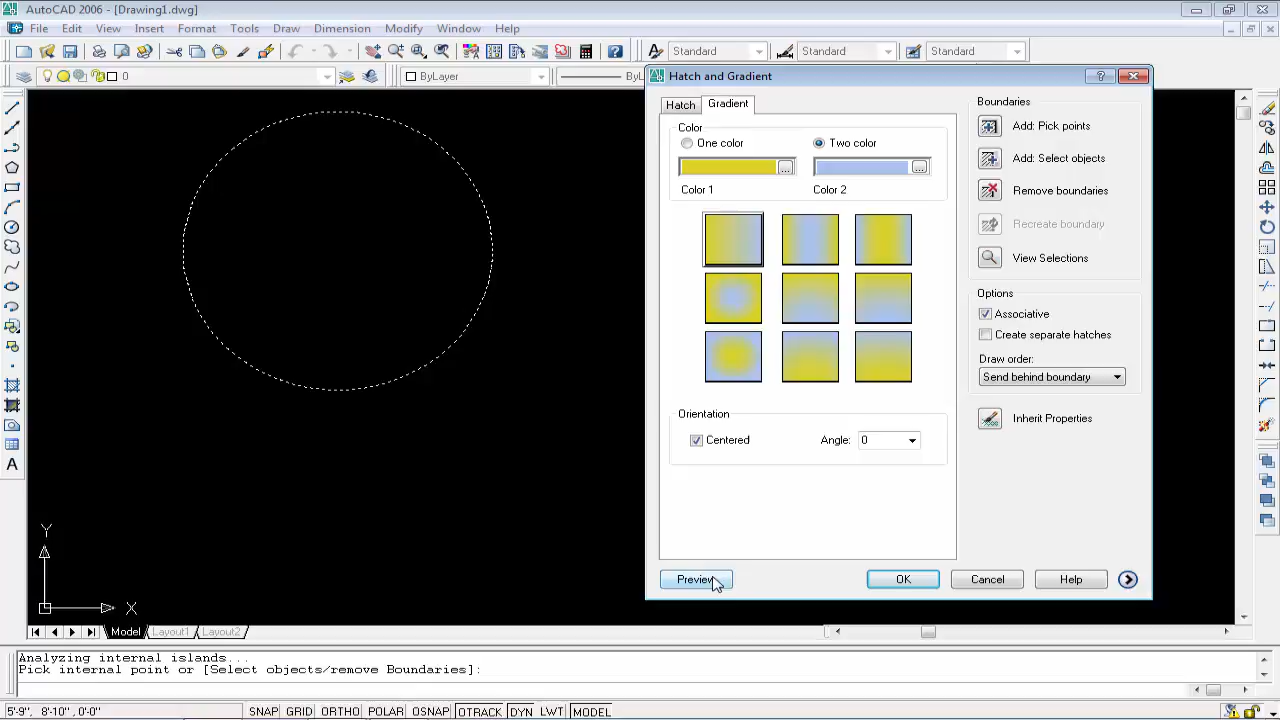 AutoCAD 2006 - [Drawing1.dwg]
File Edit View Insert Format Tools Draw Dimension Modify Window Help
Standard Standard Standard
0 ByLayer ByL
Hatch and Gradient
Hatch Gradient
Color
One color Two color
Color 1 Color 2
Orientation
Centered Angle: 0
Boundaries
Add: Pick points
Add: Select objects
Remove boundaries
Recreate boundary
View Selections
Options
Associative
Create separate hatches
Draw order:
Send behind boundary
Inherit Properties
Preview OK Cancel Help
Y
X
Model Layout1 Layout2
Analyzing internal islands...
Pick internal point or [Select objects/remove Boundaries]:
5'-9", 8'-10", 0'-0" SNAP GRID ORTHO POLAR OSNAP OTRACK DYN LWT MODEL